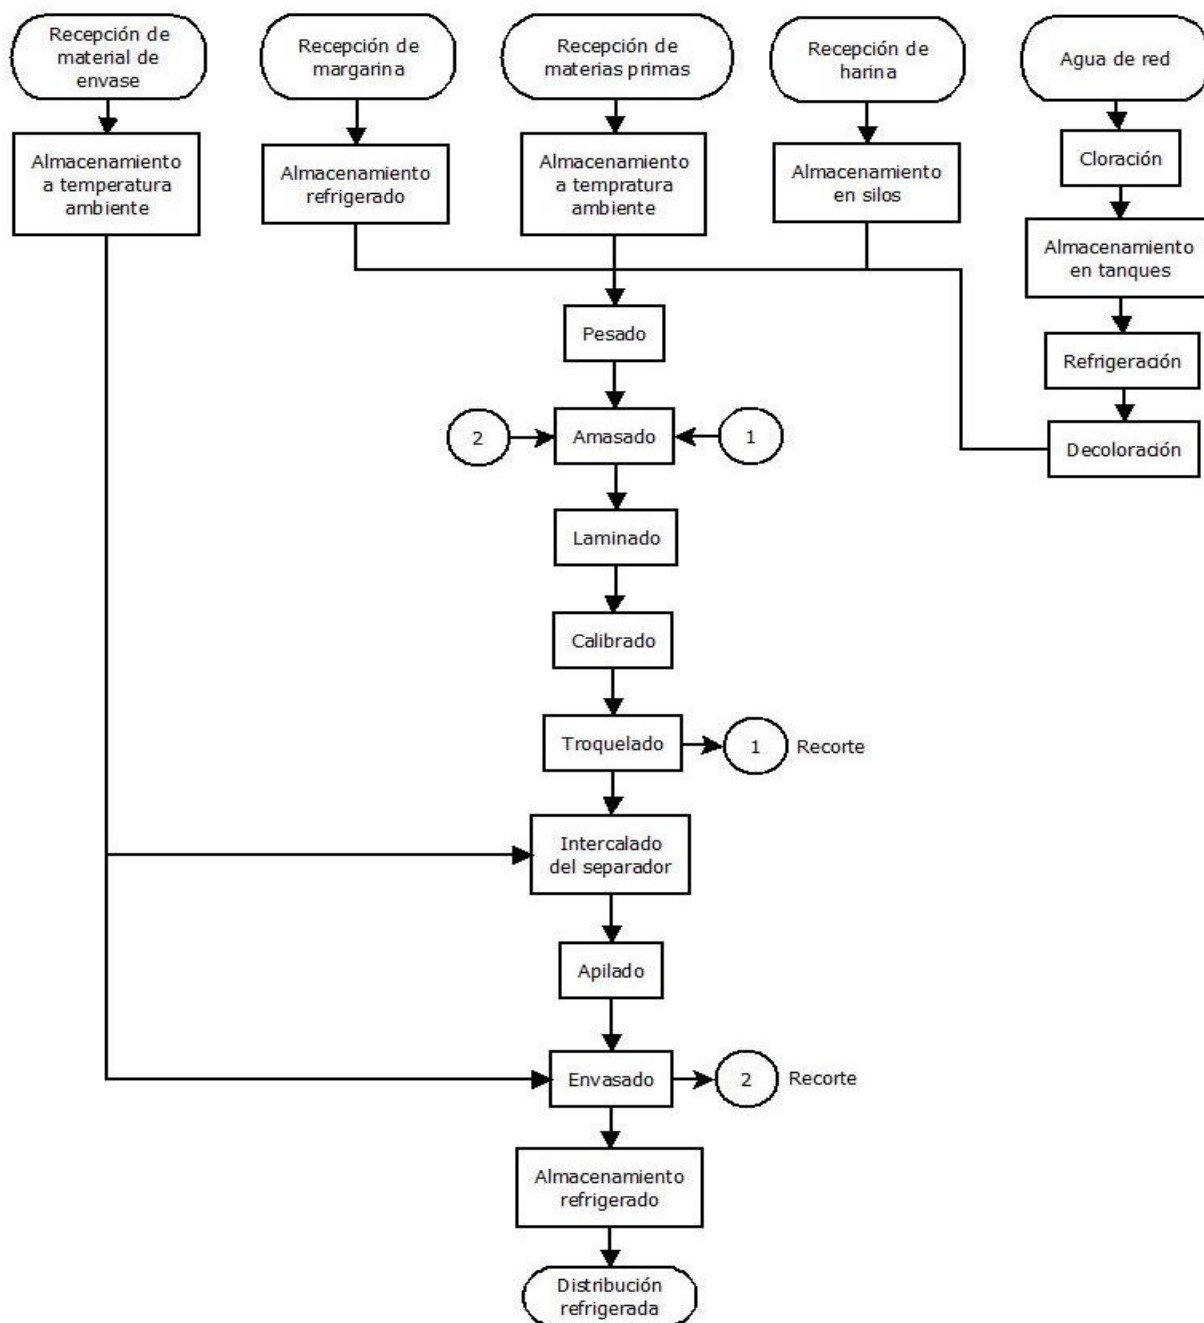 Recepción de
material de
envase
Recepción de
margarina
Recepción de
materias primas
Recepción de
harina
Agua de red
Almacenamiento
a temperatura
ambiente
Almacenamiento
refrigerado
Almacenamiento
a tempratura
ambiente
Almacenamiento
en silos
Cloración
Almacenamiento
en tanques
Pesado
Refrigeración
2
Amasado
1
Decoloración
Laminado
Calibrado
Troquelado
1
Recorte
Intercalado
del separador
Apilado
Envasado
2
Recorte
Almacenamiento
refrigerado
Distribución
refrigerada